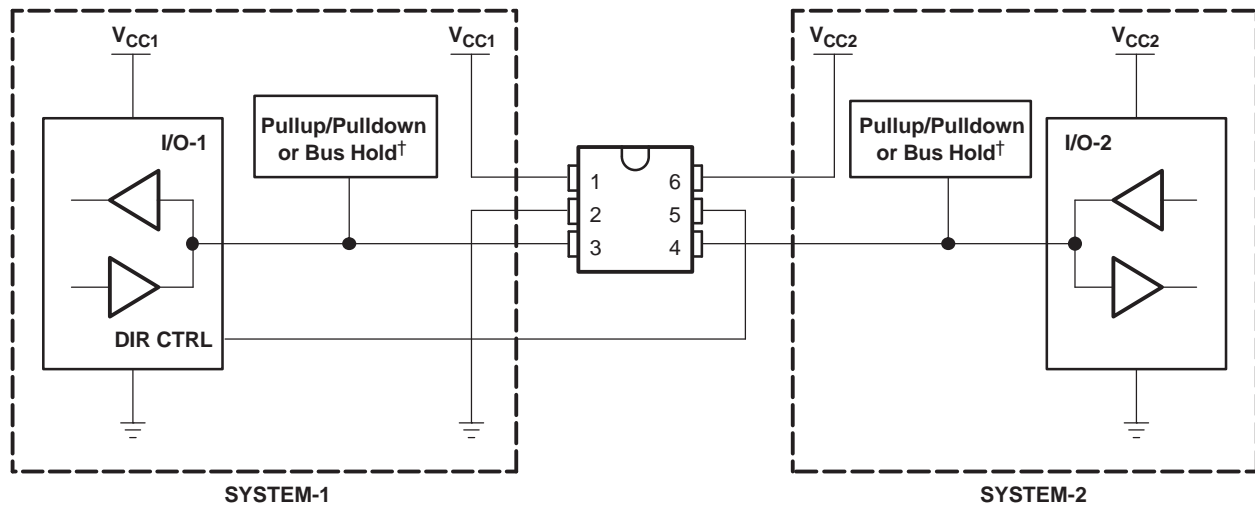 VCC1
VCC1
VCC2
VCC2
I/O-1
Pullup/Pulldown
or Bus Hold†
Pullup/Pulldown
or Bus Hold†
I/O-2
1 6
2 5
3 4
DIR CTRL
SYSTEM-1
SYSTEM-2